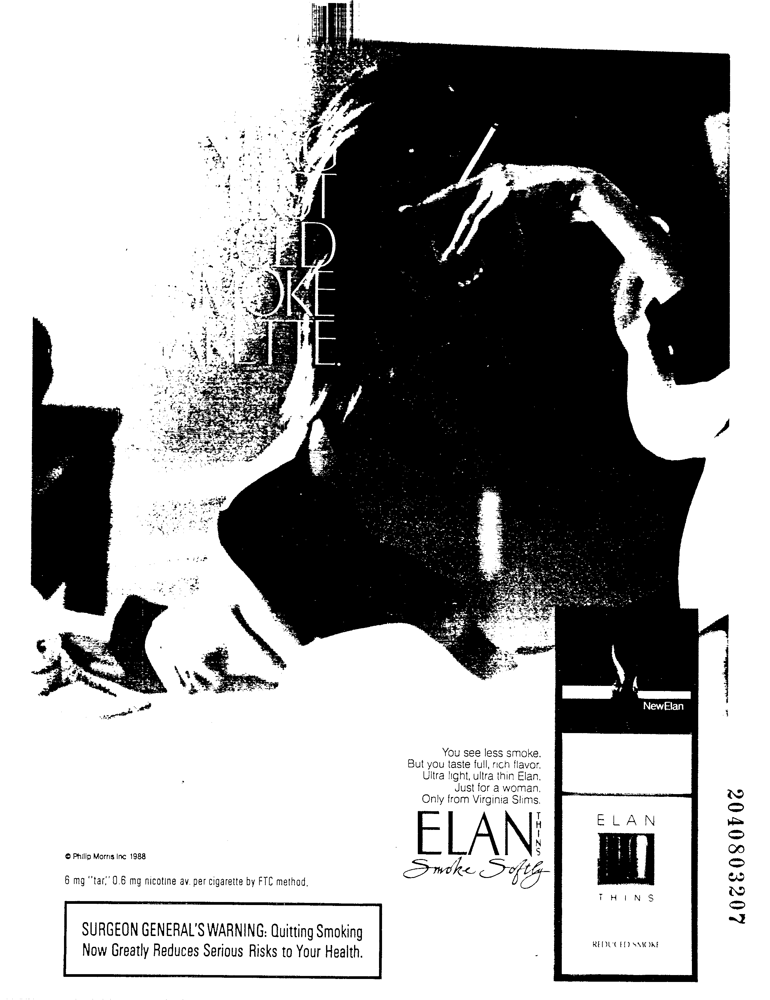 OKE
NewElan
You see less smoke.
But you taste full, rich flavor.
Ultra light, ultra thin Elan.
Just for a woman.
Only from Virginia Slims.
ELAN THINS
Smoke Softly
ELAN
THINS
REDUCED SMOKE
© Philip Morris Inc 1988
6 mg "tar," 0.6 mg nicotine av. per cigarette by FTC method.
SURGEON GENERAL'S WARNING: Quitting Smoking
Now Greatly Reduces Serious Risks to Your Health.
2040803207